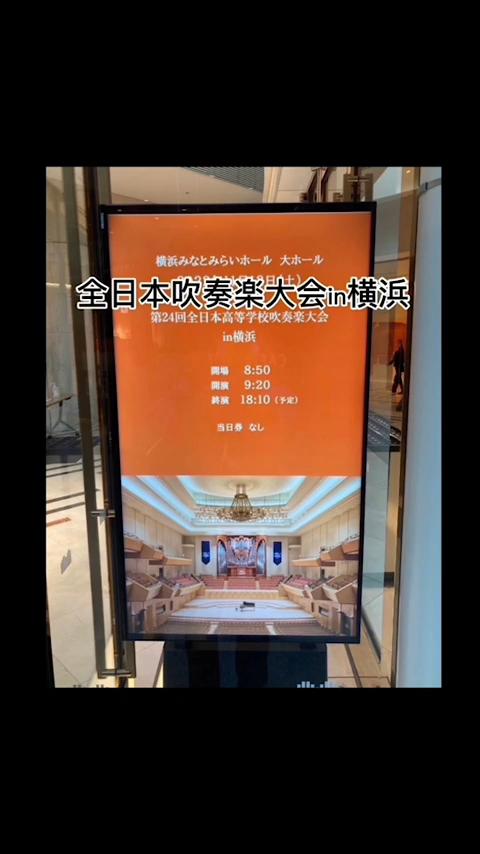 横浜みなとみらいホール 大ホール
全日本吹奏楽大会in横浜
第24回全日本高等学校吹奏楽大会
in横浜
開場 8:50
開演 9:20
終演 18:10(予定)
当日券 なし